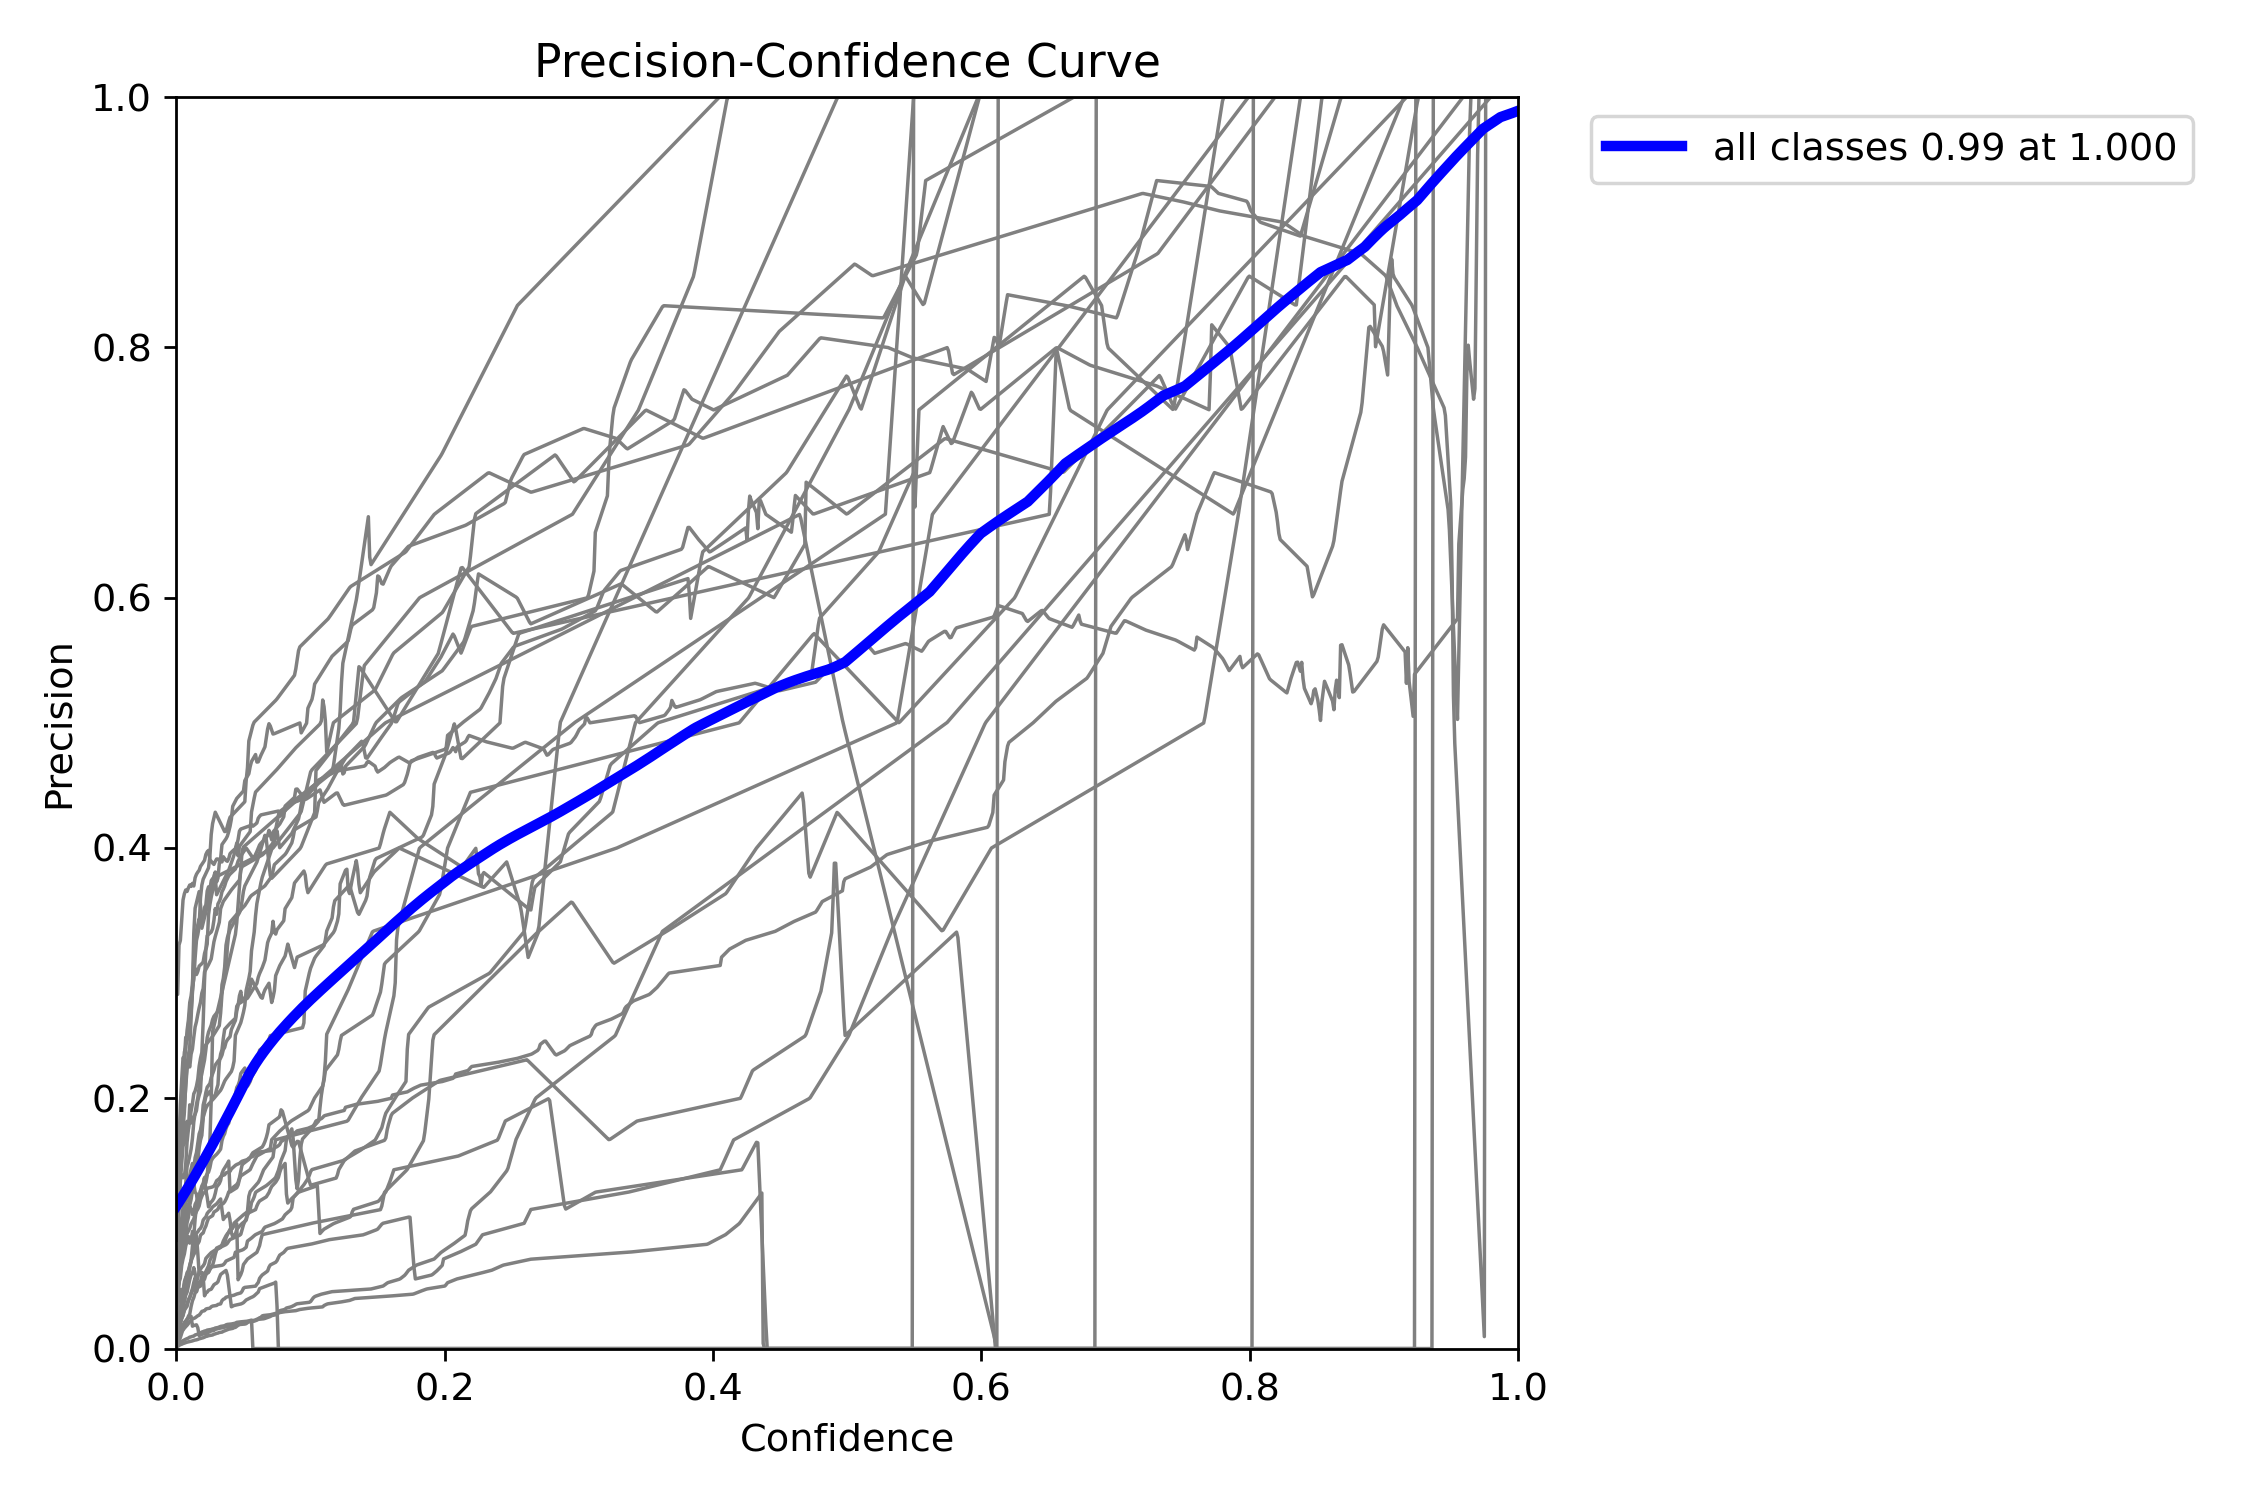 Precision-Confidence Curve
all classes 0.99 at 1.000
Precision
1.0
0.8
0.6
0.4
0.2
0.0
0.0 0.2 0.4 0.6 0.8 1.0
Confidence